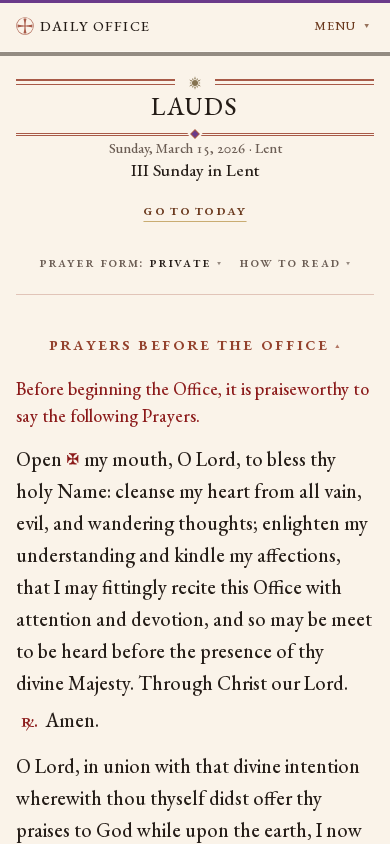 DAILY OFFICE
MENU
LAUDS
Sunday, March 15, 2026 · Lent
III Sunday in Lent
GO TO TODAY
PRAYER FORM: PRIVATE
HOW TO READ
PRAYERS BEFORE THE OFFICE
Before beginning the Office, it is praiseworthy to
say the following Prayers.
Open ✠ my mouth, O Lord, to bless thy
holy Name: cleanse my heart from all vain,
evil, and wandering thoughts; enlighten my
understanding and kindle my affections,
that I may fittingly recite this Office with
attention and devotion, and so may be meet
to be heard before the presence of thy
divine Majesty. Through Christ our Lord.
℟. Amen.
O Lord, in union with that divine intention
wherewith thou thyself didst offer thy
praises to God while upon the earth, I now